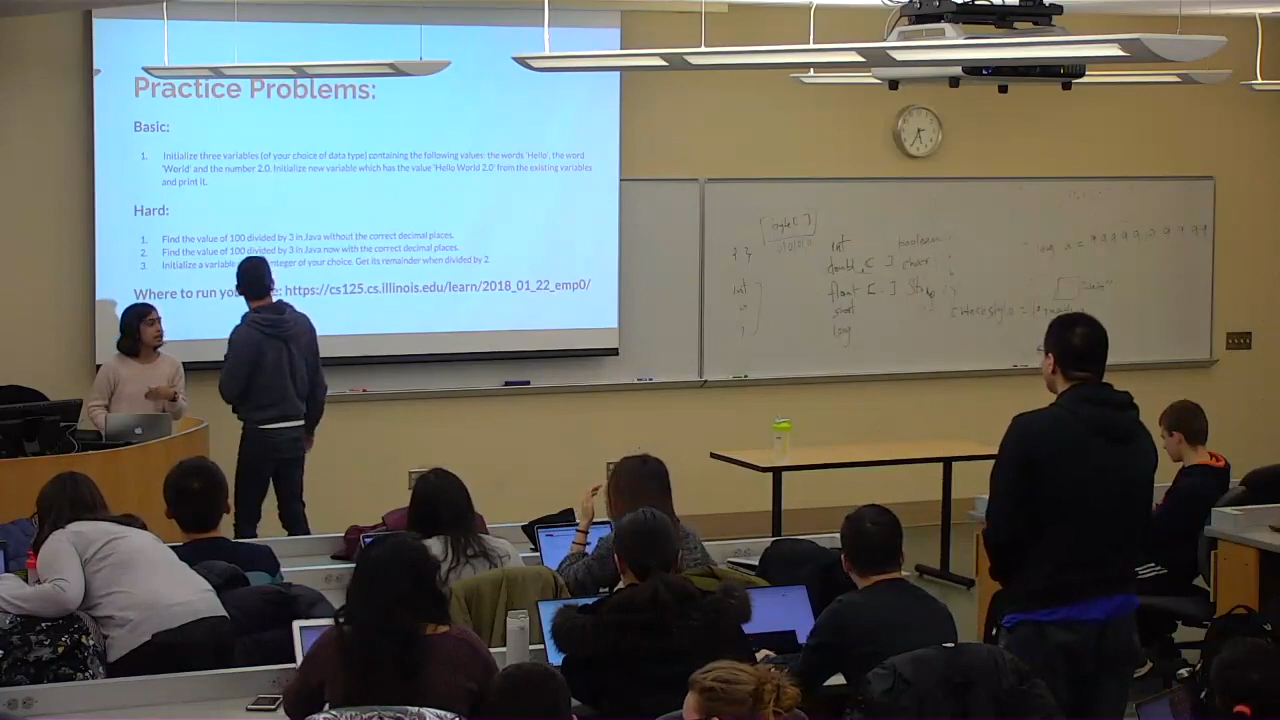 Practice Problems:
Basic:
1. Initialize three variables (of your choice of data type) containing the following values: the words 'Hello', the word
'World' and the number 2.0. Initialize new variable which has the value 'Hello World 2.0' from the existing variables
and print it.
Hard:
1. Find the value of 100 divided by 3 in Java without the correct decimal places.
2. Find the value of 100 divided by 3 in Java now with the correct decimal places.
3. Initialize a variable integer of your choice. Get its remainder when divided by 2.
Where to run : https://cs125.cs.illinois.edu/learn/2018_01_22_emp0/
byte [ ]
int boolean
double [ ] char
int float [ ]
short
long